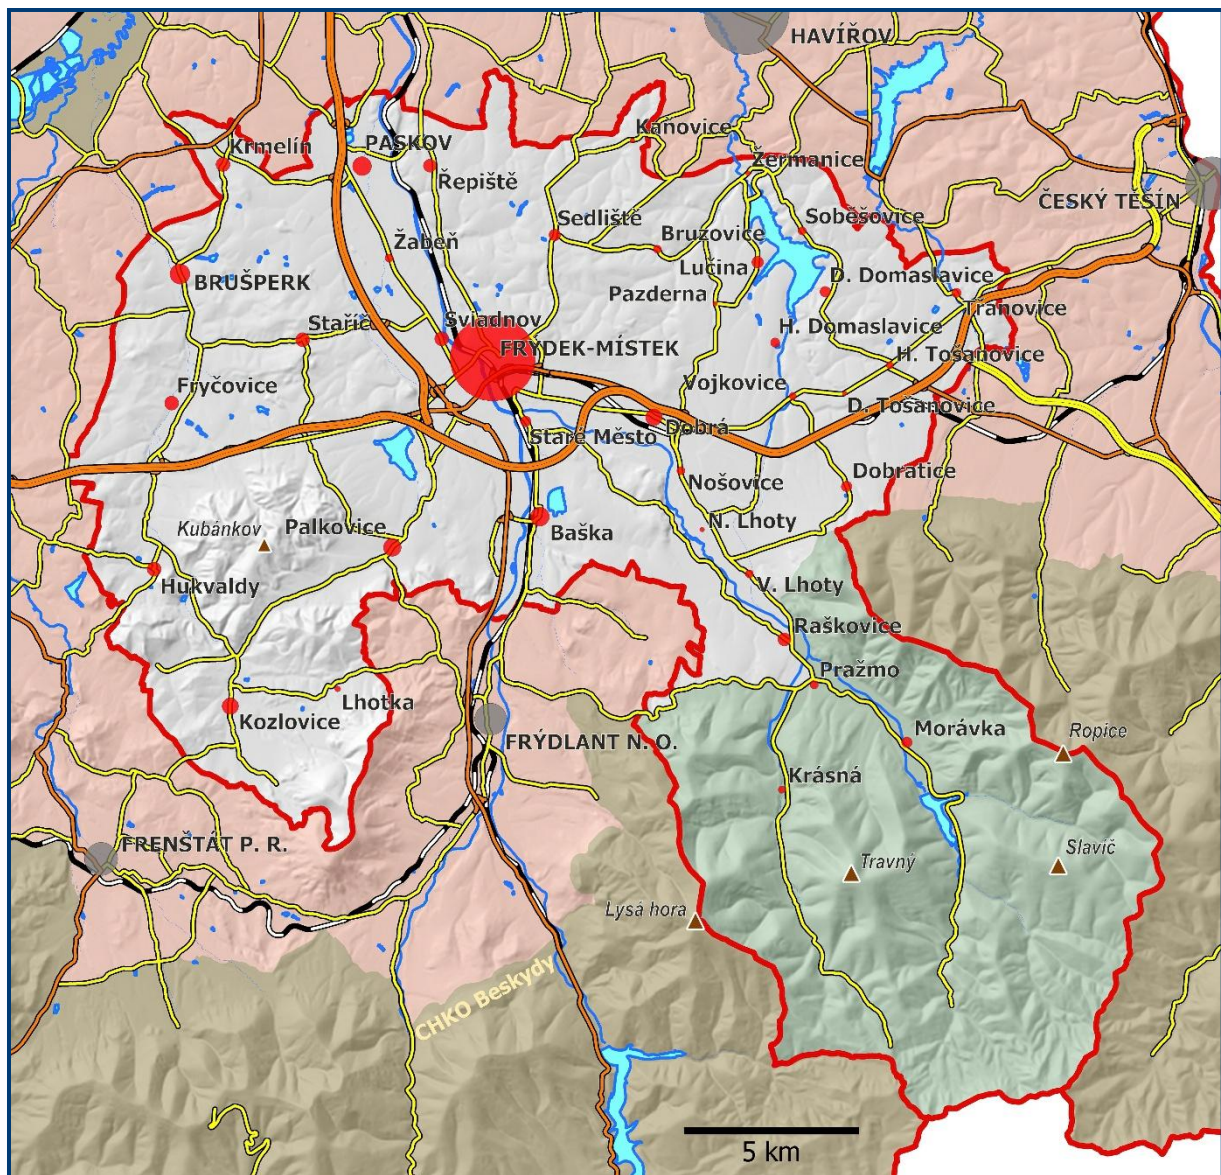 HAVÍŘOV
Kaňovice
Krmelín
PASKOV
Žermanice
Řepiště
ČESKÝ TĚŠÍN
Sedliště
Soběšovice
Bruzovice
Žabeň
Lučina
BRUŠPERK
D. Domaslavice
Pazderna
Třanovice
Staříč
Sviadnov
H. Domaslavice
FRÝDEK-MÍSTEK
H. Tošanovice
Fryčovice
Vojkovice
D. Tošanovice
Staré Město
Dobrá
Nošovice
Dobratice
Kubánkov
Palkovice
Baška
N. Lhoty
Hukvaldy
V. Lhoty
Raškovice
Pražmo
Lhotka
Kozlovice
Morávka
Ropice
FRÝDLANT N. O.
Krásná
FRENŠTÁT P. R.
Travný
Slavíč
Lysá hora
CHKO Beskydy
5 km